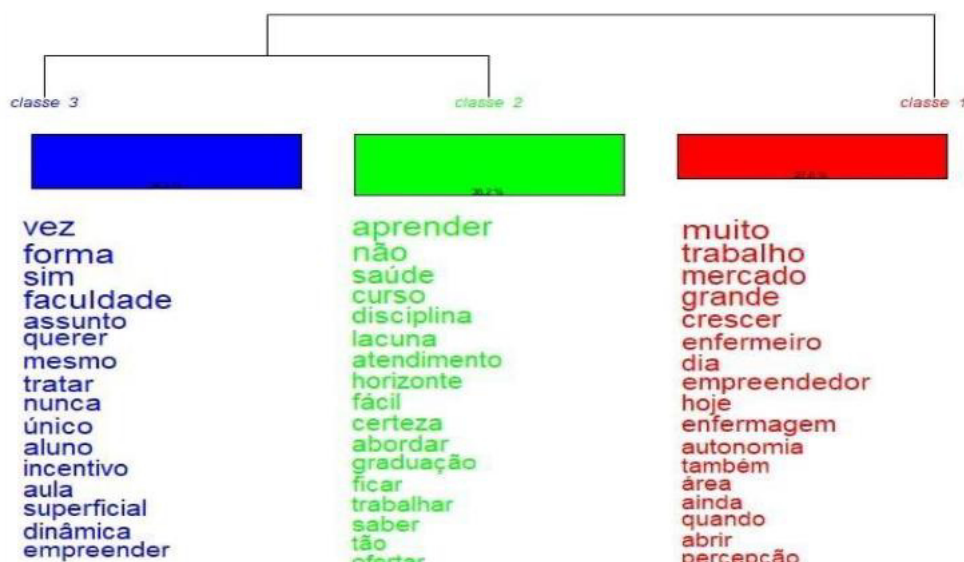 classe 3
classe 2
classe 1
vez
forma
sim
faculdade
assunto
querer
mesmo
tratar
nunca
único
aluno
incentivo
aula
superficial
dinâmica
empreender
aprender
não
saúde
curso
disciplina
lacuna
atendimento
horizonte
fácil
certeza
abordar
graduação
ficar
trabalhar
saber
tão
ofertar
muito
trabalho
mercado
grande
crescer
enfermeiro
dia
empreendedor
hoje
enfermagem
autonomia
também
área
ainda
quando
abrir
percepção